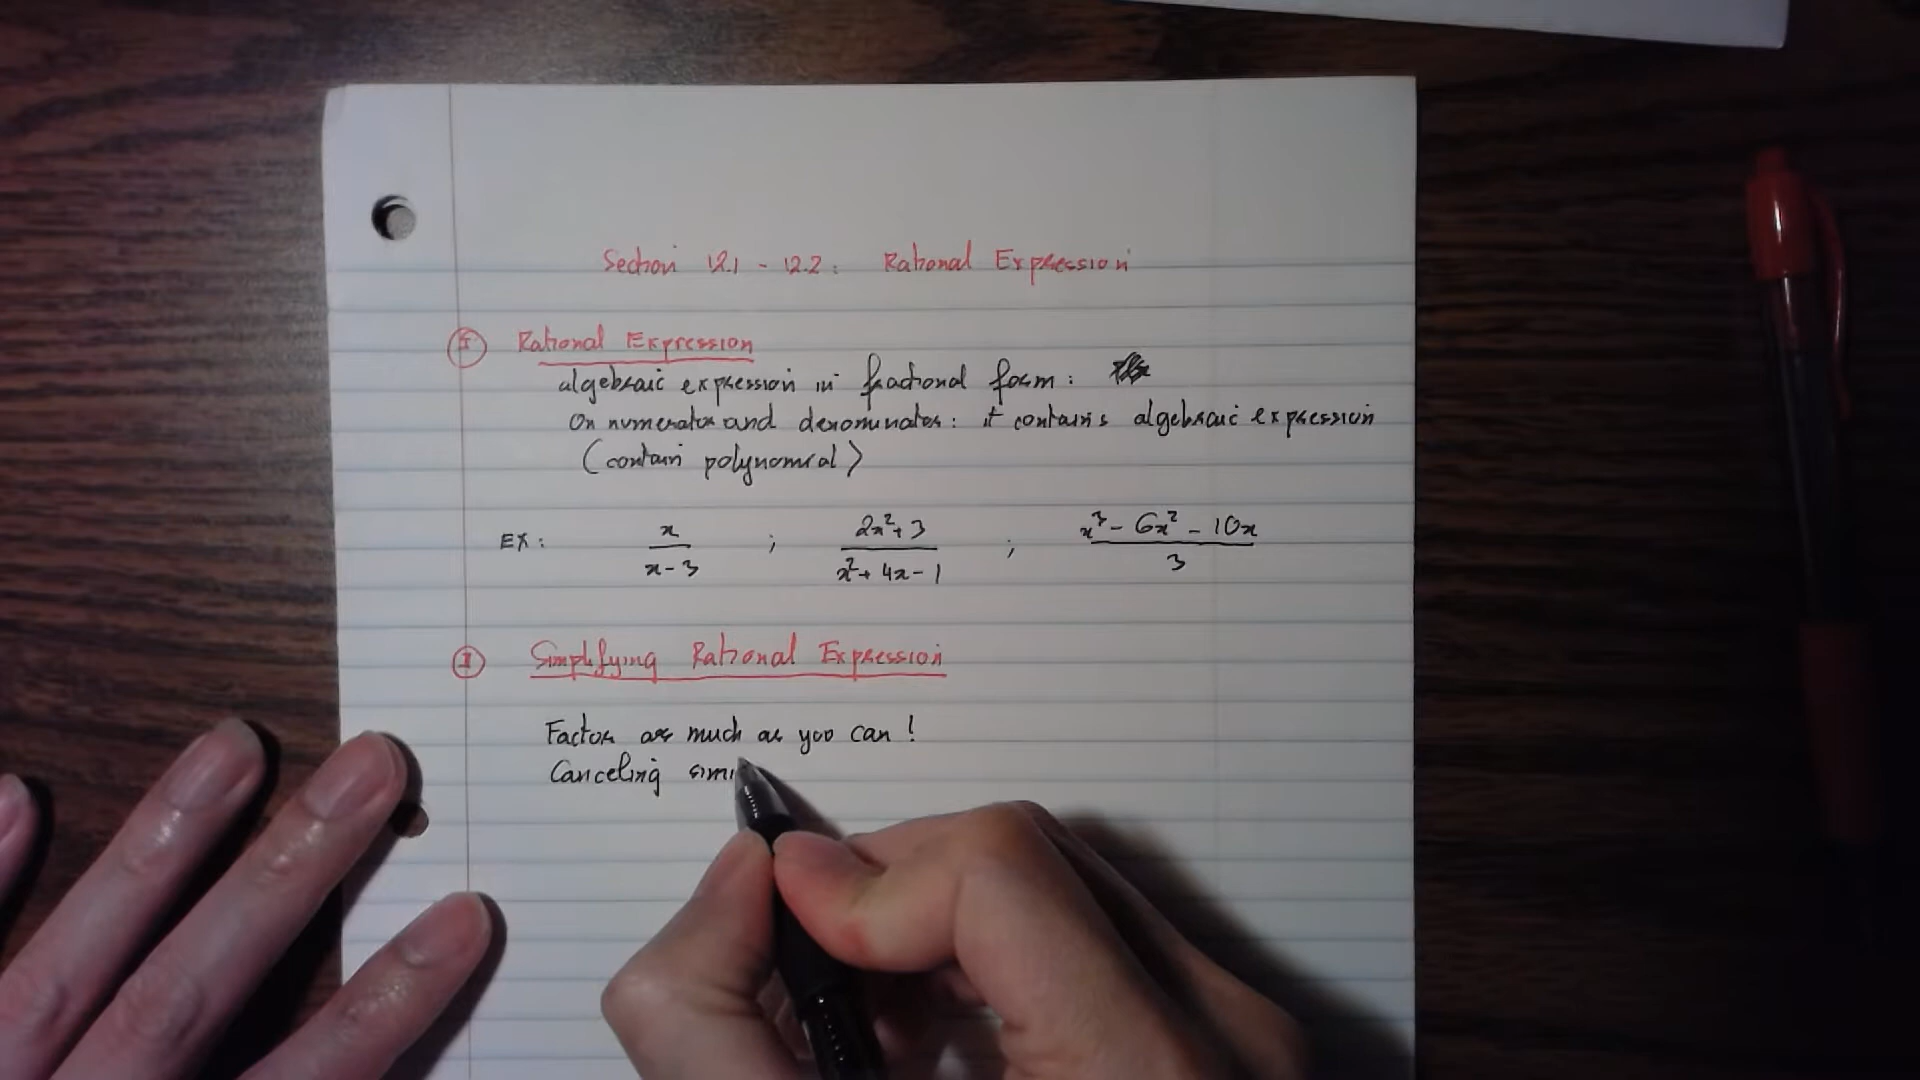 Section 12.1 - 12.2: Rational Expression
I Rational Expression
algebraic expression in fractional form:
On numerator and denominator: it contains algebraic expression
(contain polynomial)
EX: x/(x - 3) ; (2x² + 3)/(x² + 4x - 1) ; (x³ - 6x² - 10x)/3
II Simplifying Rational Expression
Factor as much as you can!
Canceling simi